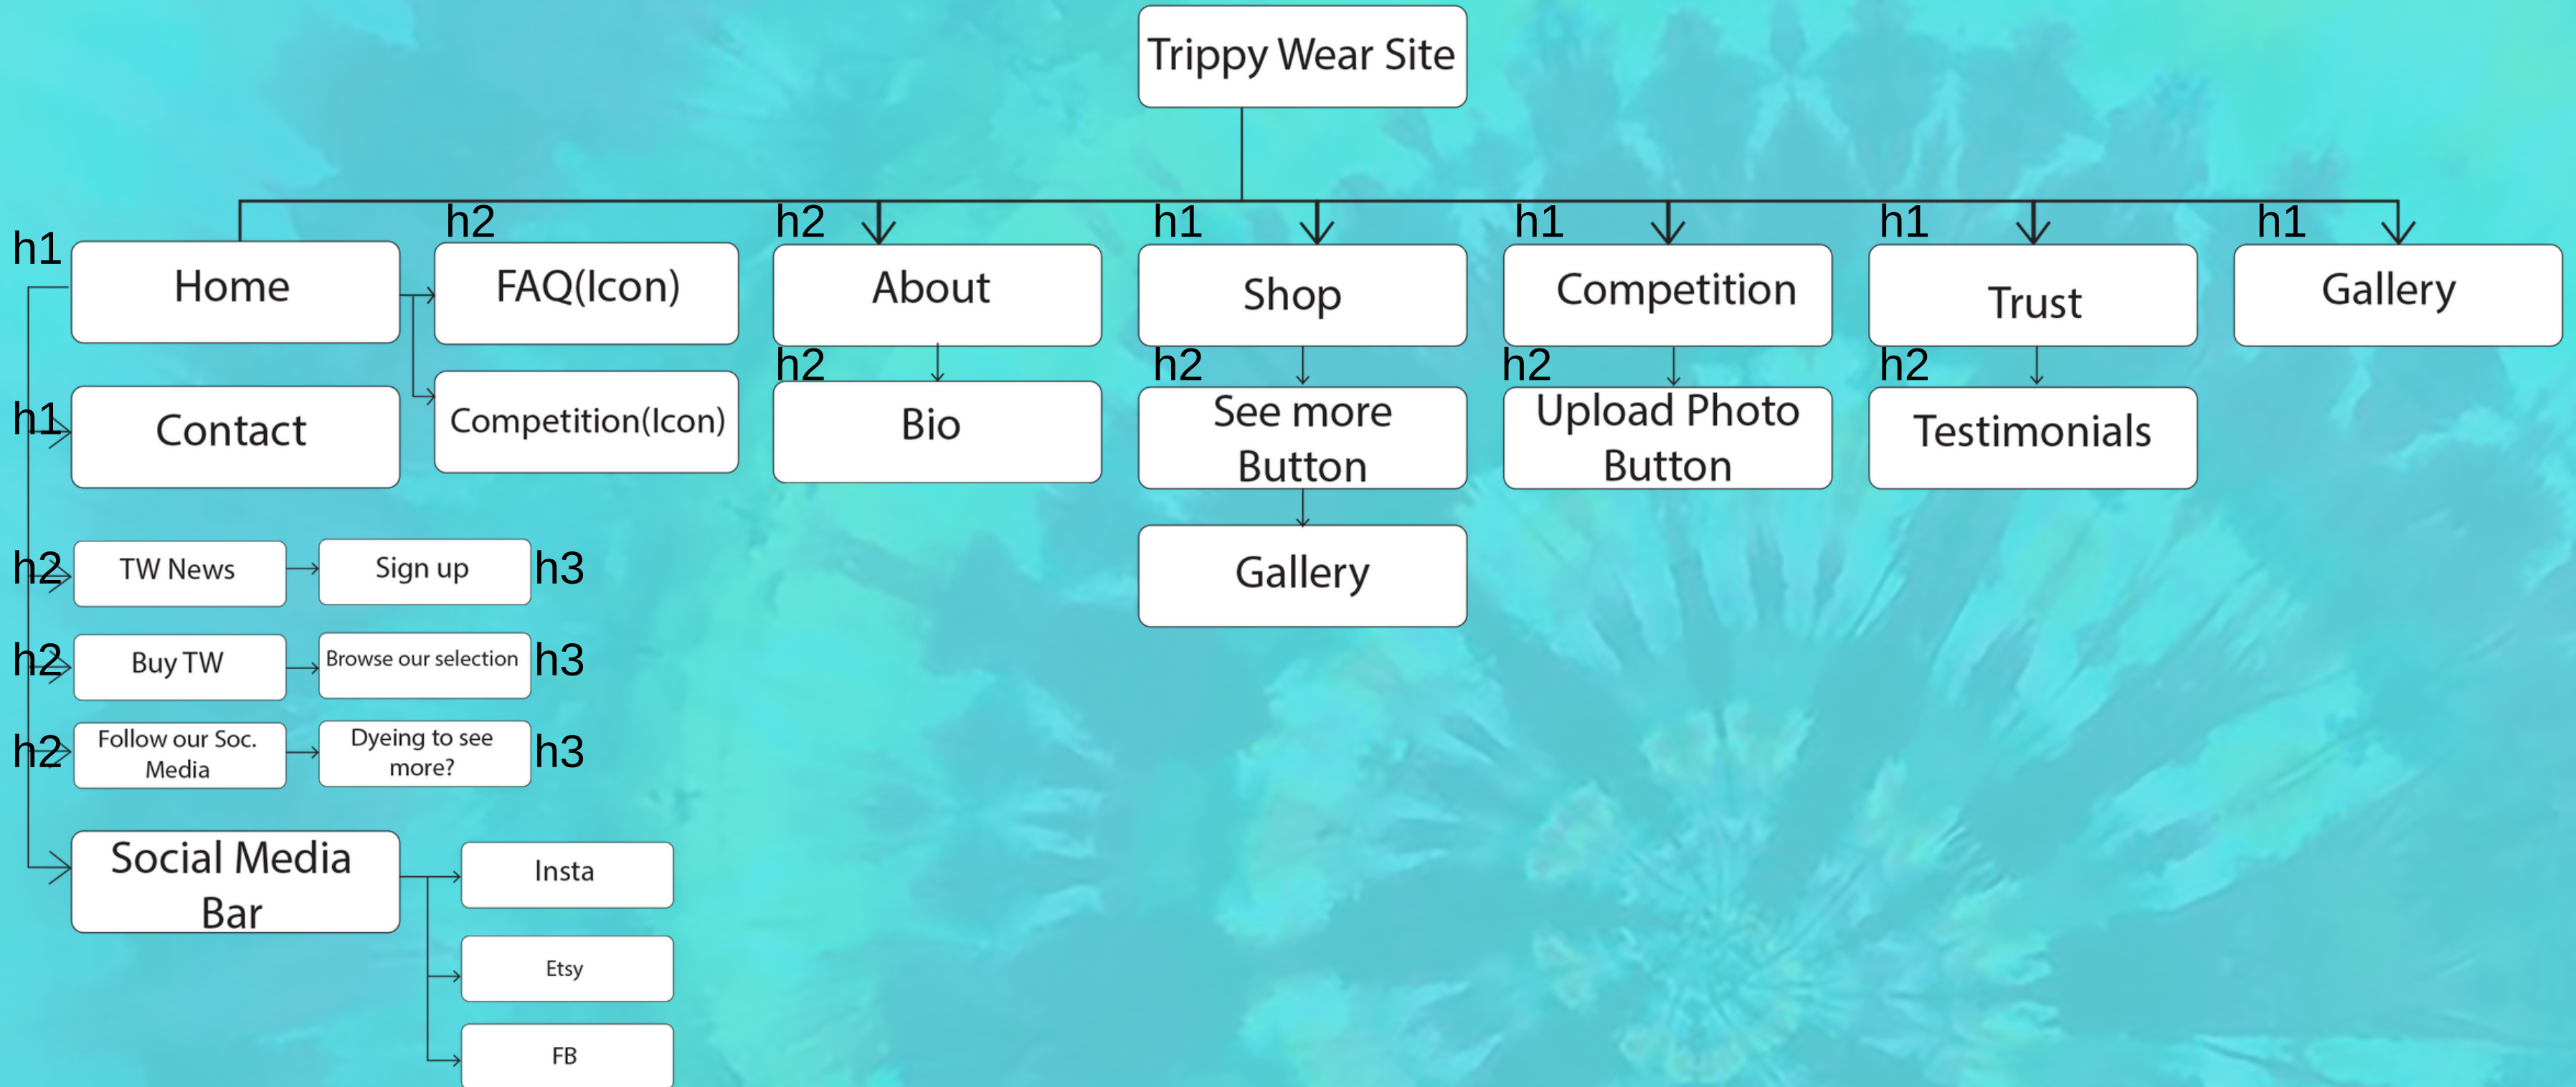 Trippy Wear Site
h2
h2
h1
h1
h1
h1
h1
Home
FAQ(Icon)
About
Shop
Competition
Trust
Gallery
h2
h2
h2
h2
h1
Contact
Competition(Icon)
Bio
See more
Button
Upload Photo
Button
Testimonials
h2
TW News
Sign up
h3
Gallery
h2
Buy TW
Browse our selection
h3
h2
Follow our Soc.
Media
Dyeing to see
more?
h3
Social Media
Bar
Insta
Etsy
FB